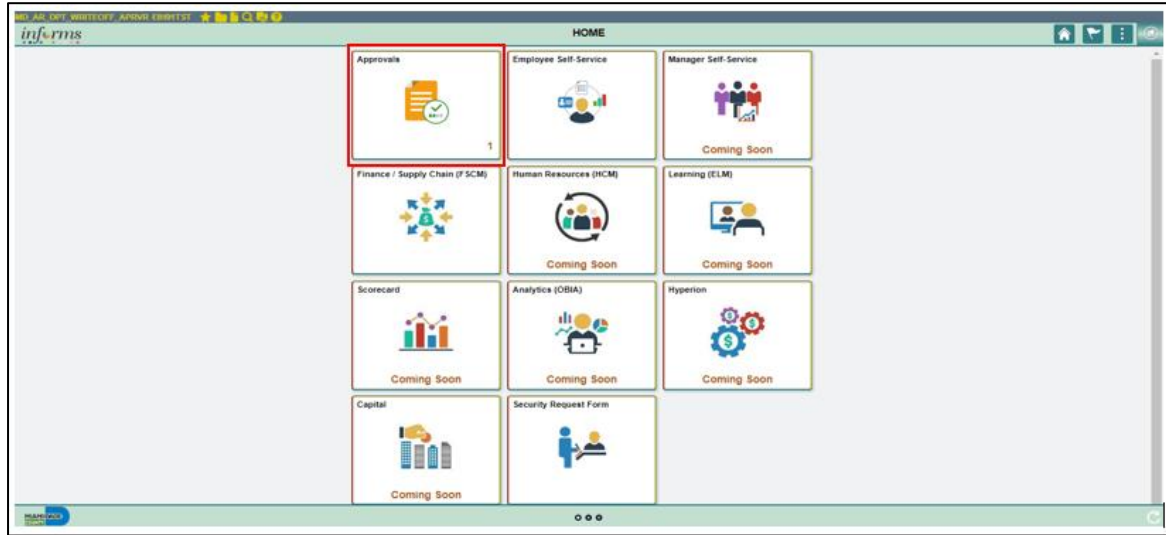 informs
HOME
Approvals
1
Employee Self-Service
Manager Self-Service
Coming Soon
Finance / Supply Chain (FSCM)
Human Resources (HCM)
Coming Soon
Learning (ELM)
Coming Soon
Scorecard
Coming Soon
Analytics (OBIA)
Coming Soon
Hyperion
Coming Soon
Capital
Coming Soon
Security Request Form